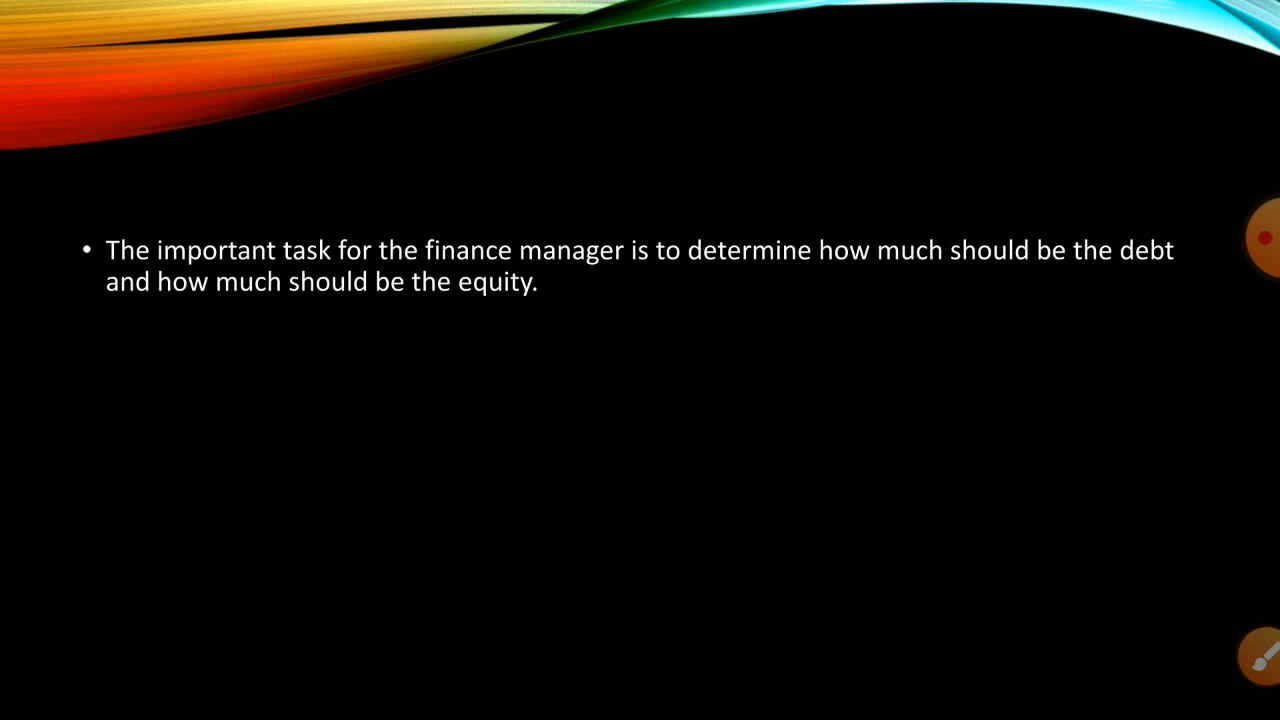 • The important task for the finance manager is to determine how much should be the debt
and how much should be the equity.